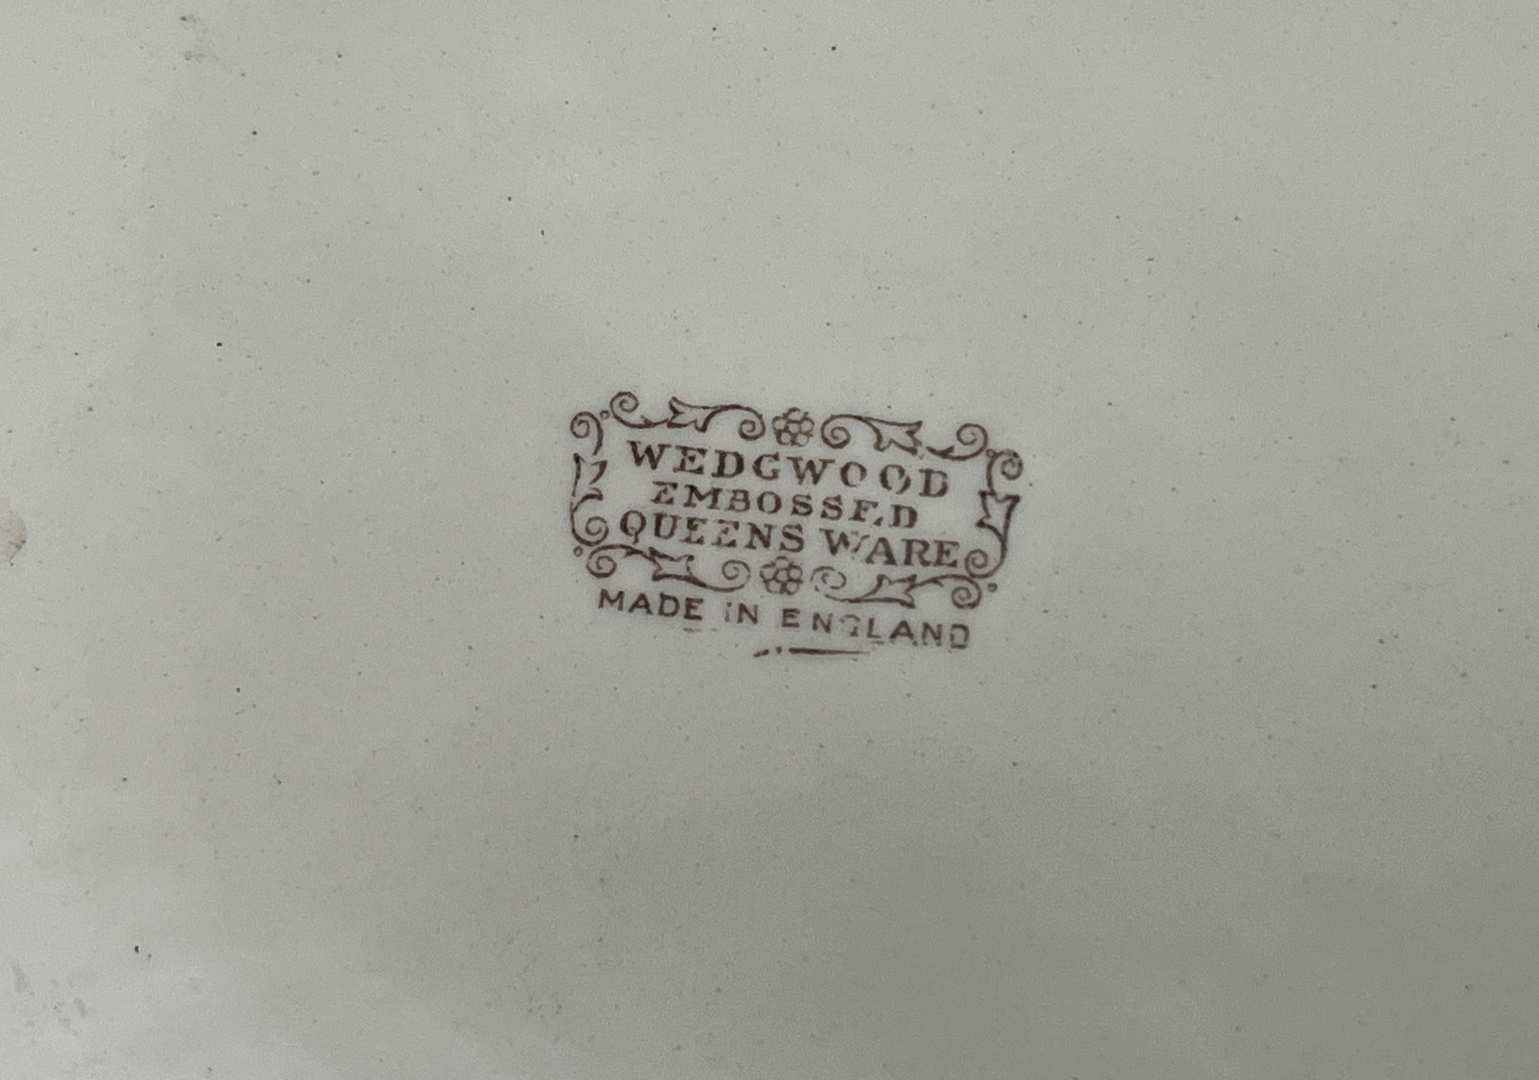 WEDGWOOD
EMBOSSED
QUEENS WARE
MADE IN ENGLAND